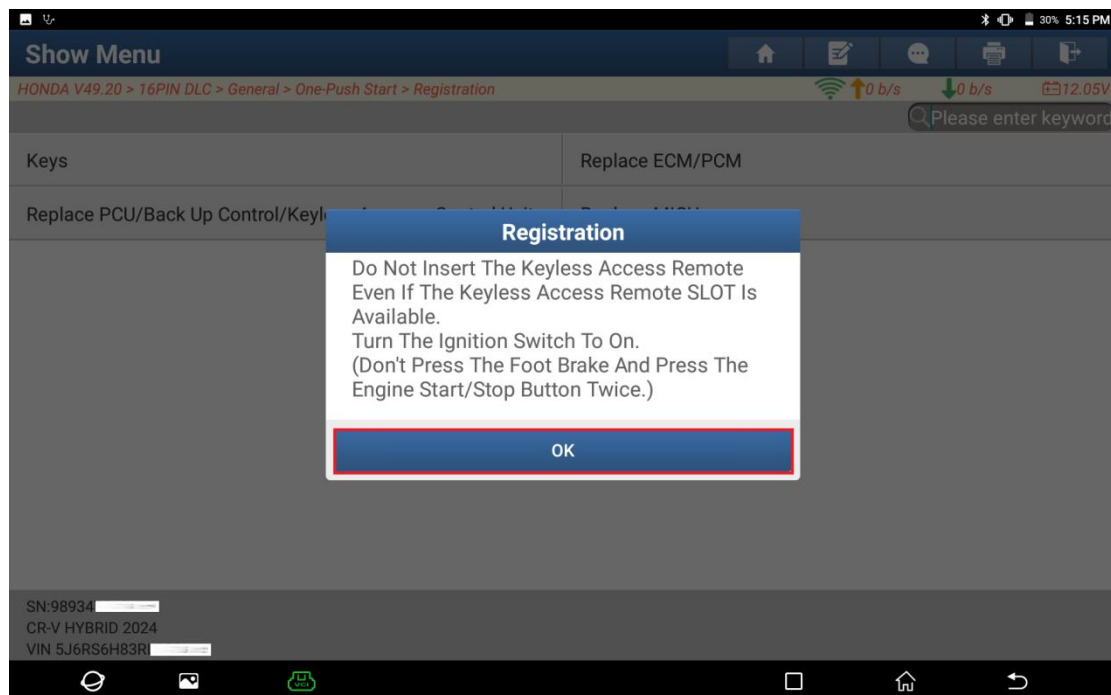 30% 5:15 PM
Show Menu
HONDA V49.20 > 16PIN DLC > General > One-Push Start > Registration
0 b/s 0 b/s 12.05V
Please enter keyword
Keys Replace ECM/PCM
Replace PCU/Back Up Control/Keyl
Registration
Do Not Insert The Keyless Access Remote
Even If The Keyless Access Remote SLOT Is
Available.
Turn The Ignition Switch To On.
(Don't Press The Foot Brake And Press The
Engine Start/Stop Button Twice.)
OK
SN:98934
CR-V HYBRID 2024
VIN 5J6RS6H83R
VCI